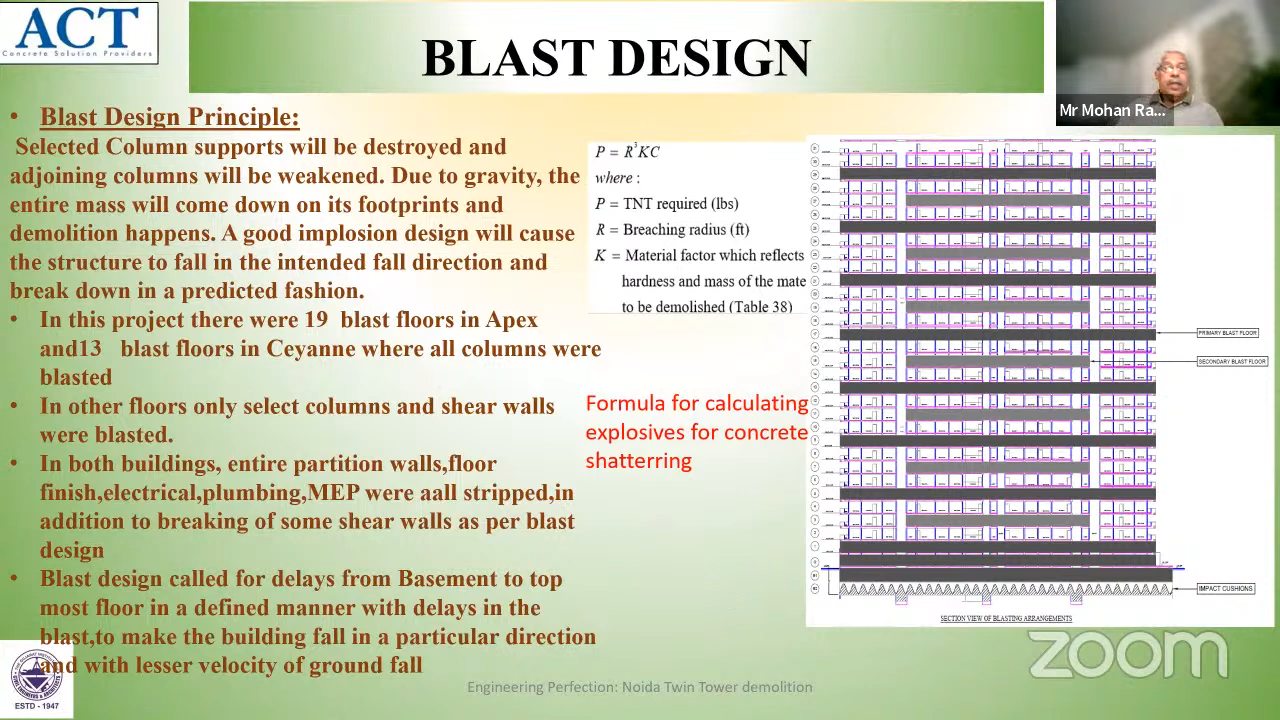 ACT
Concrete Solution Providers
BLAST DESIGN
Mr Mohan Ra...
• Blast Design Principle:
Selected Column supports will be destroyed and
adjoining columns will be weakened. Due to gravity, the
entire mass will come down on its footprints and
demolition happens. A good implosion design will cause
the structure to fall in the intended fall direction and
break down in a predicted fashion.
• In this project there were 19 blast floors in Apex
and13 blast floors in Ceyanne where all columns were
blasted
• In other floors only select columns and shear walls
were blasted.
• In both buildings, entire partition walls,floor
finish,electrical,plumbing,MEP were aall stripped,in
addition to breaking of some shear walls as per blast
design
• Blast design called for delays from Basement to top
most floor in a defined manner with delays in the
blast,to make the building fall in a particular direction
and with lesser velocity of ground fall
P = R³KC
where :
P = TNT required (lbs)
R = Breaching radius (ft)
K = Material factor which reflects
hardness and mass of the mate
to be demolished (Table 38)
Formula for calculating
explosives for concrete
shatterring
PRIMARY BLAST FLOOR
SECONDARY BLAST FLOOR
IMPACT CUSHIONS
SECTION VIEW OF BLASTING ARRANGEMENTS
zoom
ESTD - 1947
Engineering Perfection: Noida Twin Tower demolition